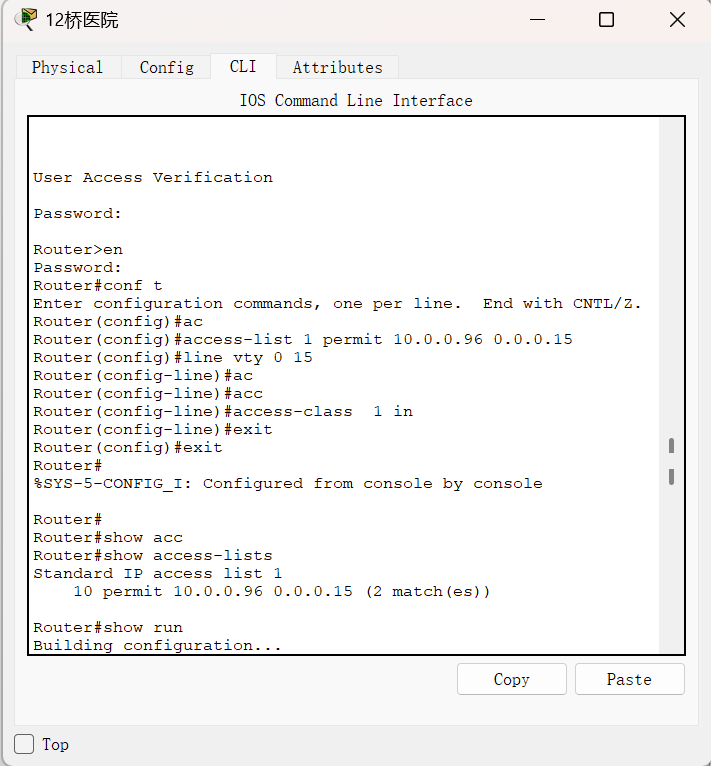 12桥医院
Physical Config CLI Attributes
IOS Command Line Interface
User Access Verification
Password:
Router>en
Password:
Router#conf t
Enter configuration commands, one per line.  End with CNTL/Z.
Router(config)#ac
Router(config)#access-list 1 permit 10.0.0.96 0.0.0.15
Router(config)#line vty 0 15
Router(config-line)#ac
Router(config-line)#acc
Router(config-line)#access-class  1 in
Router(config-line)#exit
Router(config)#exit
Router#
%SYS-5-CONFIG_I: Configured from console by console
Router#
Router#show acc
Router#show access-lists
Standard IP access list 1
    10 permit 10.0.0.96 0.0.0.15 (2 match(es))
Router#show run
Building configuration...
Copy Paste
Top